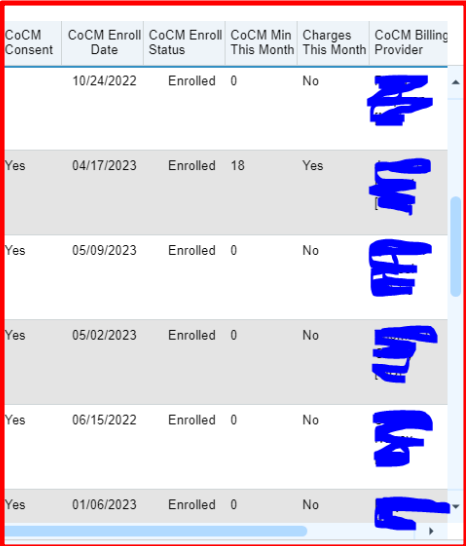 CoCM Consent CoCM Enroll Date CoCM Enroll Status CoCM Min This Month Charges This Month CoCM Billing Provider
10/24/2022 Enrolled 0 No
Yes 04/17/2023 Enrolled 18 Yes
[
Yes 05/09/2023 Enrolled 0 No
Yes 05/02/2023 Enrolled 0 No
Yes 06/15/2022 Enrolled 0 No
Yes 01/06/2023 Enrolled 0 No